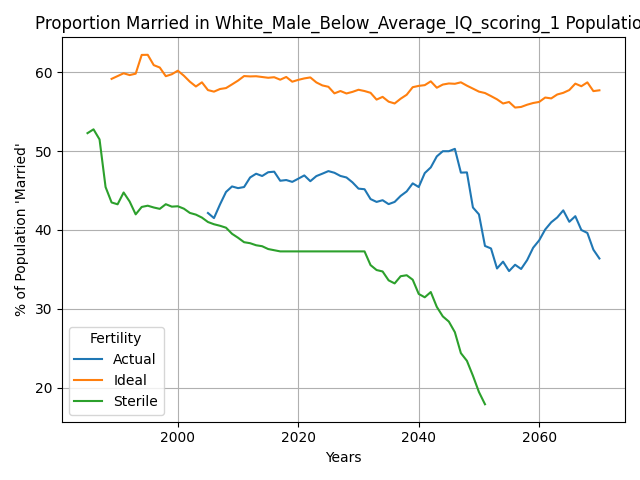 Proportion Married in White_Male_Below_Average_IQ_scoring_1 Populatio
% of Population 'Married'
60
50
40
30
20
Fertility
Actual
Ideal
Sterile
2000 2020 2040 2060
Years